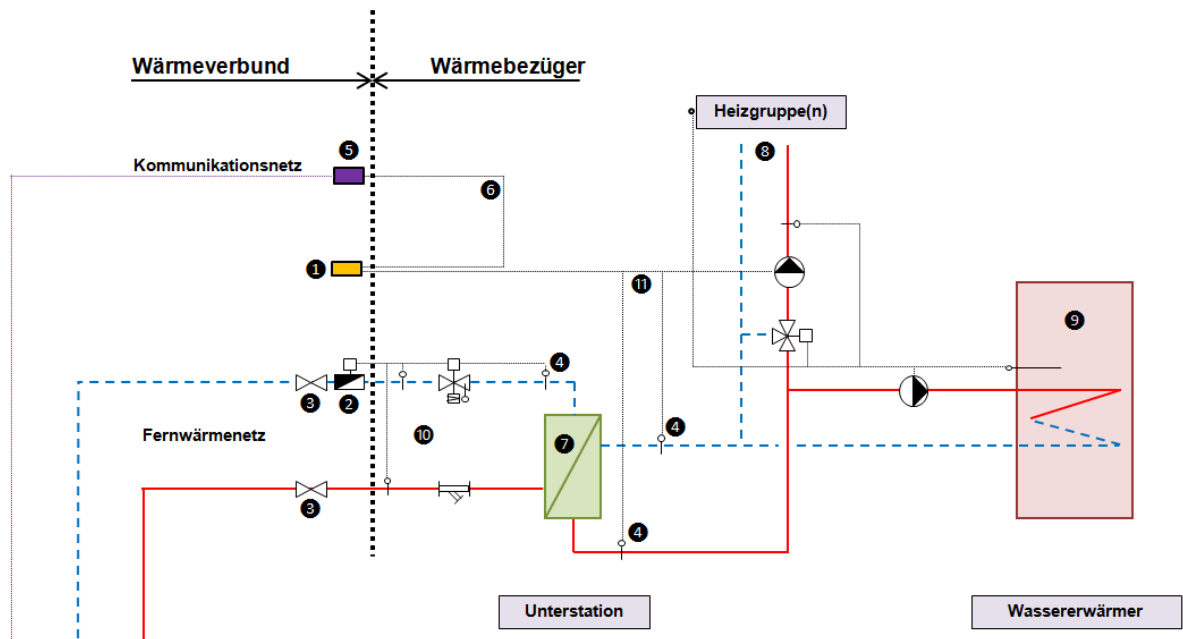 Wärmeverbund
Wärmebezüger
Heizgruppe(n)
5
8
Kommunikationsnetz
6
1
11
9
4
3
2
Fernwärmenetz
10
7
4
3
4
Unterstation
Wassererwärmer